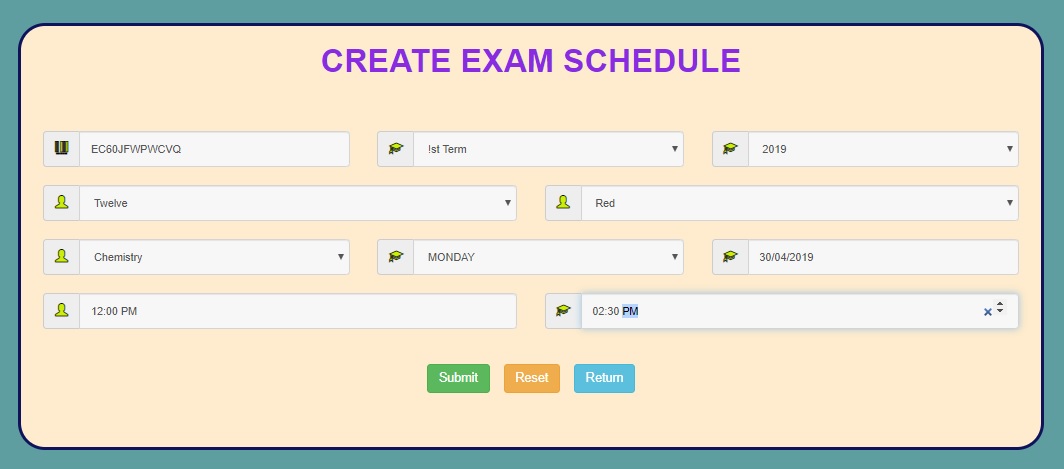 CREATE EXAM SCHEDULE
EC60JFWPWCVQ !st Term 2019
Twelve Red
Chemistry MONDAY 30/04/2019
12:00 PM 02:30 PM
Submit Reset Return